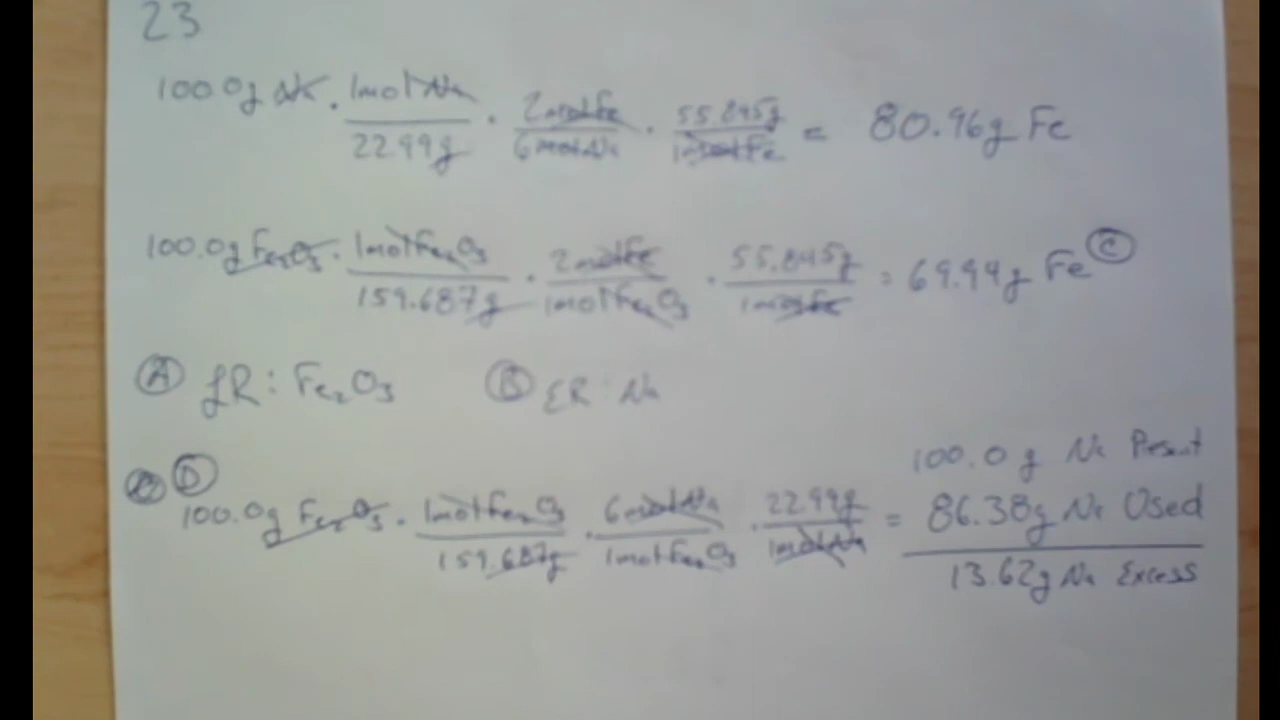 23
100.0g Na · 1mol Na / 22.99g · 2mol Fe / 6mol Na · 55.845g / 1mol Fe = 80.96g Fe
100.0g Fe₂O₃ · 1mol Fe₂O₃ / 159.687g · 2mol Fe / 1mol Fe₂O₃ · 55.845g / 1mol Fe = 69.94g Fe Ⓒ
Ⓐ LR: Fe₂O₃ Ⓑ ER: Na
Ⓓ 100.0g Fe₂O₃ · 1mol Fe₂O₃ / 159.687g · 6mol Na / 1mol Fe₂O₃ · 22.99g / 1mol Na =
100.0g Na Present
86.38g Na Used
13.62g Na Excess